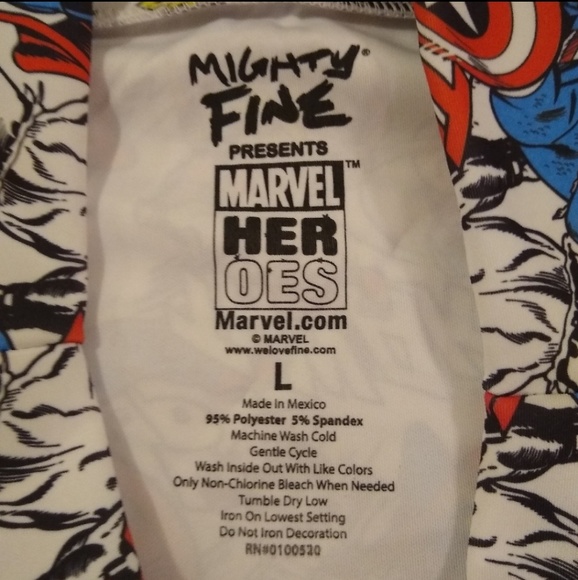 MIGHTY®
FINE
PRESENTS
MARVEL™
HER
OES
Marvel.com
© MARVEL
www.welovefine.com
L
Made In Mexico
95% Polyester 5% Spandex
Machine Wash Cold
Gentle Cycle
Wash Inside Out With Like Colors
Only Non-Chlorine Bleach When Needed
Tumble Dry Low
Iron On Lowest Setting
Do Not Iron Decoration
RN#0100520